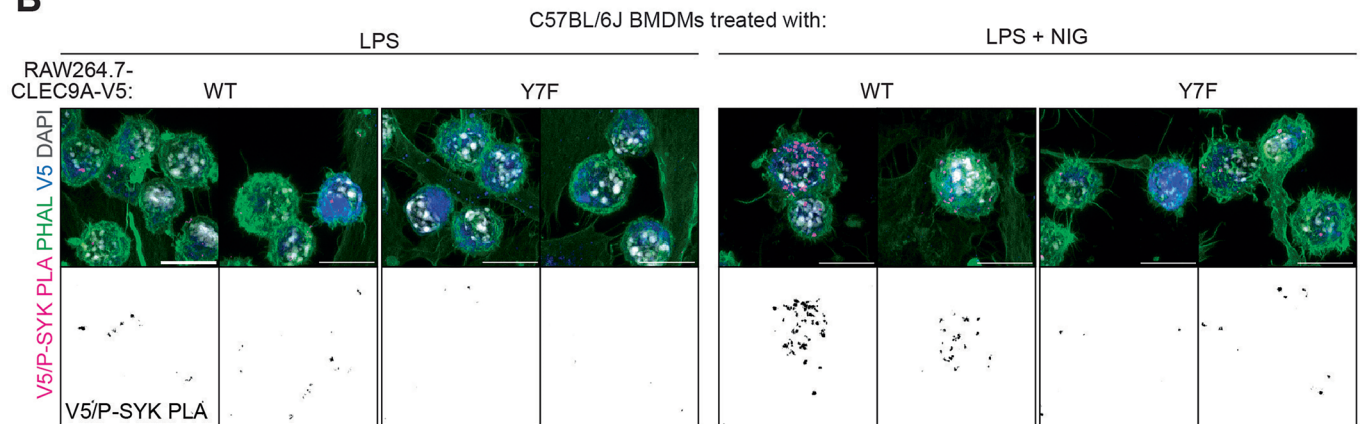 B
C57BL/6J BMDMs treated with:
LPS
LPS + NIG
RAW264.7-
CLEC9A-V5:
WT
Y7F
WT
Y7F
V5/P-SYK PLA PHAL V5 DAPI
V5/P-SYK PLA